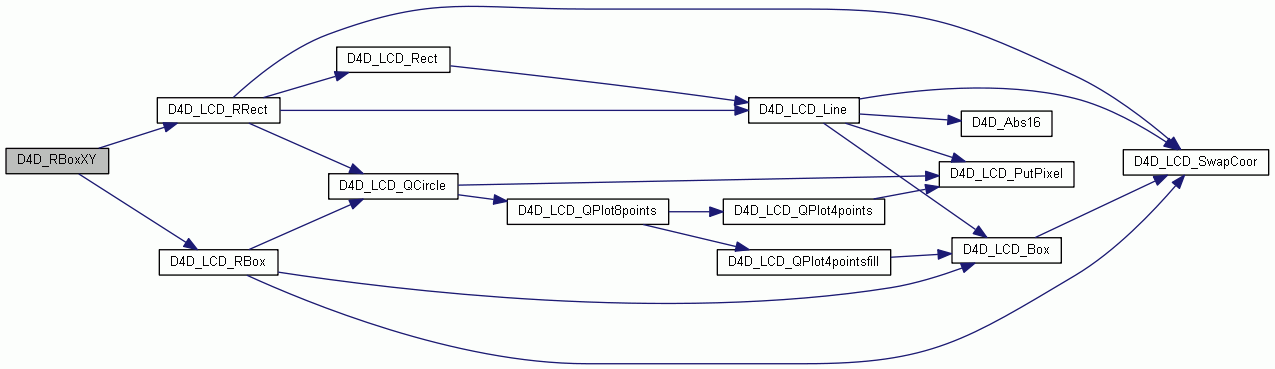 D4D_RBoxXY
D4D_LCD_RRect
D4D_LCD_RBox
D4D_LCD_Rect
D4D_LCD_QCircle
D4D_LCD_QPlot8points
D4D_LCD_Line
D4D_LCD_QPlot4points
D4D_LCD_QPlot4pointsfill
D4D_Abs16
D4D_LCD_PutPixel
D4D_LCD_Box
D4D_LCD_SwapCoor